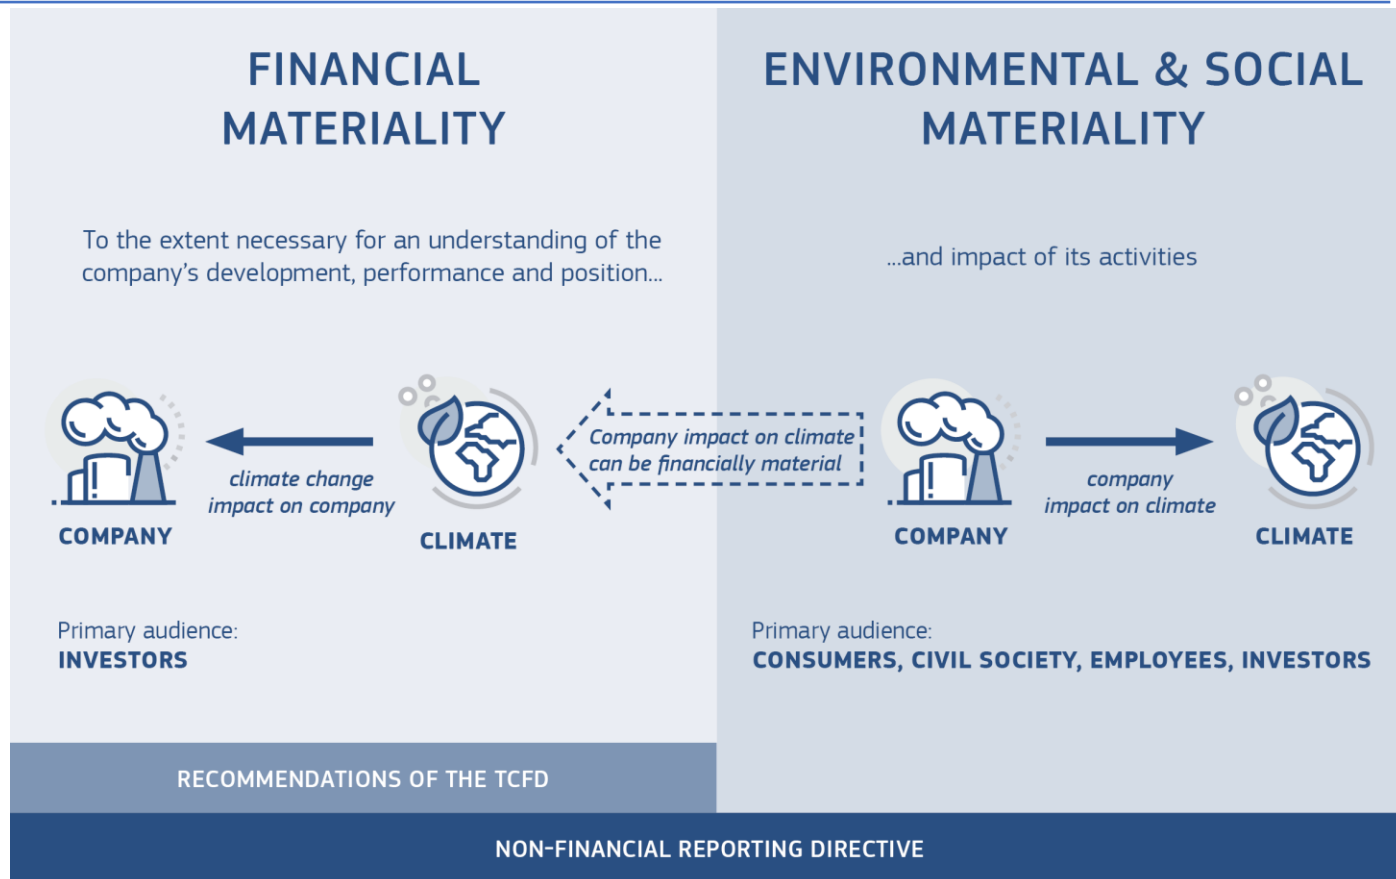 FINANCIAL
MATERIALITY
To the extent necessary for an understanding of the
company's development, performance and position...
climate change
impact on company
COMPANY
CLIMATE
Primary audience:
INVESTORS
RECOMMENDATIONS OF THE TCFD
Company impact on climate
can be financially material
ENVIRONMENTAL & SOCIAL
MATERIALITY
...and impact of its activities
company
impact on climate
COMPANY
CLIMATE
Primary audience:
CONSUMERS, CIVIL SOCIETY, EMPLOYEES, INVESTORS
NON-FINANCIAL REPORTING DIRECTIVE